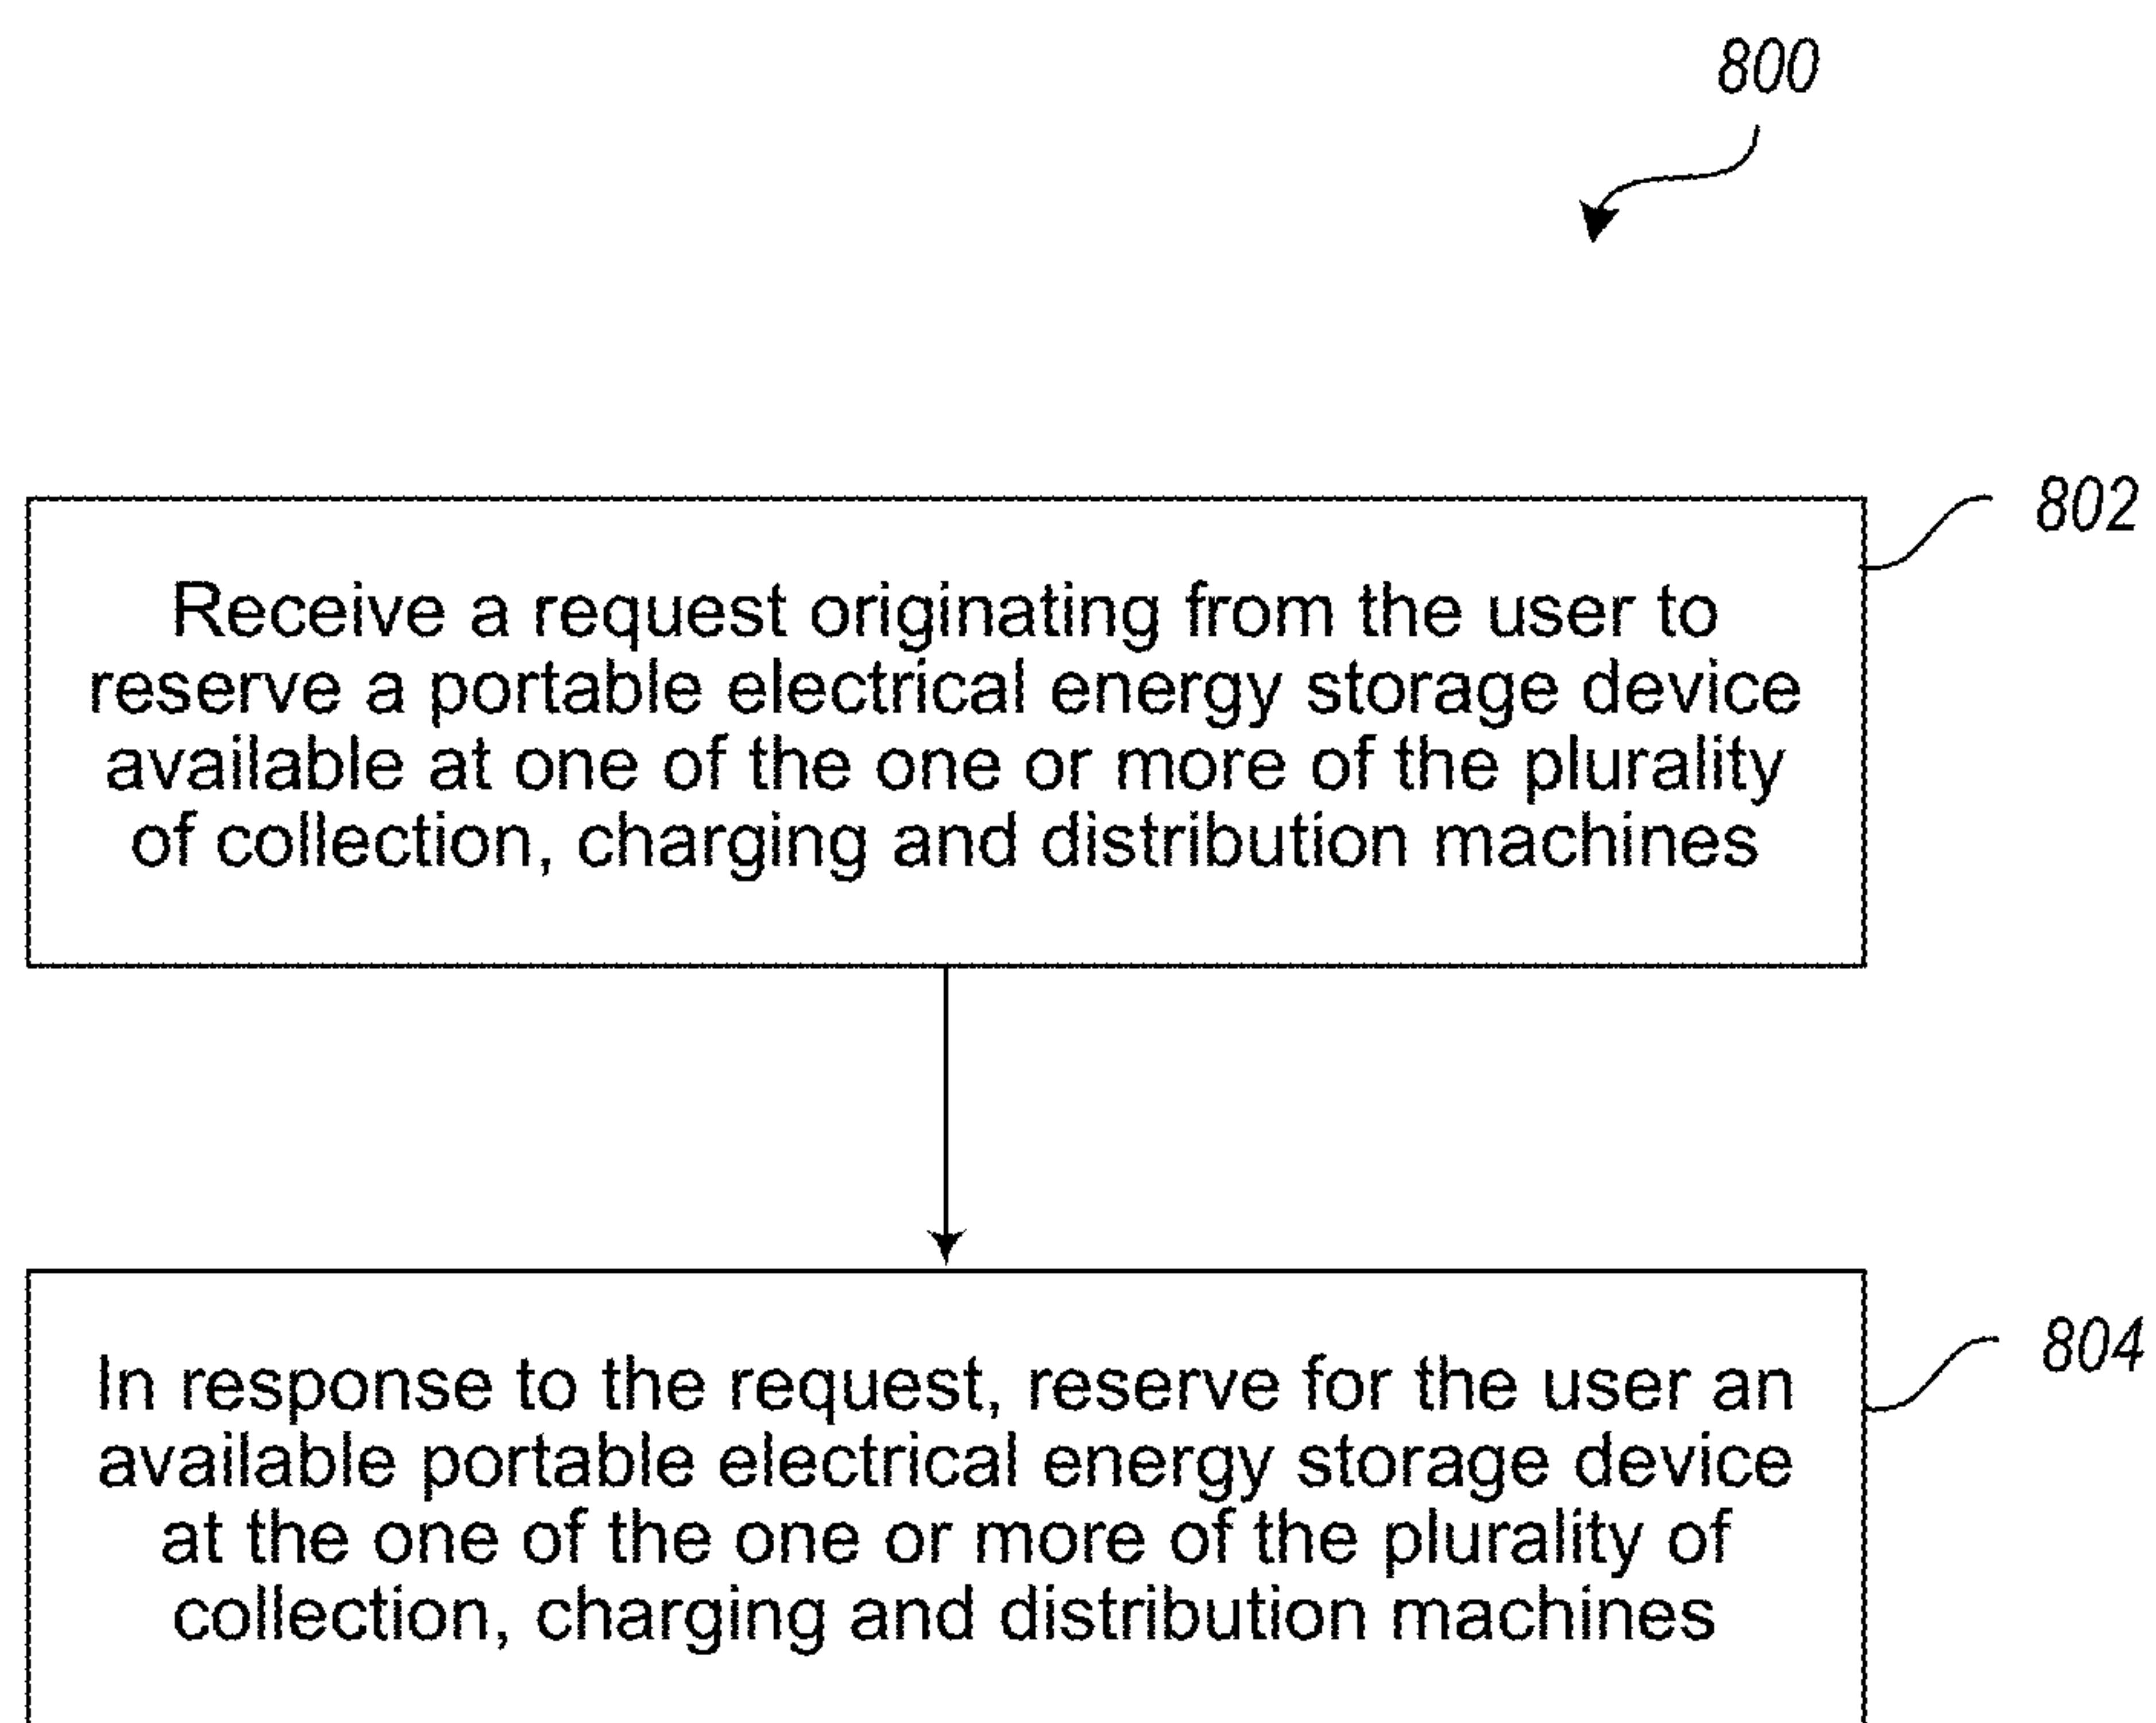 800
802
Receive a request originating from the user to
reserve a portable electrical energy storage device
available at one of the one or more of the plurality
of collection, charging and distribution machines
804
In response to the request, reserve for the user an
available portable electrical energy storage device
at the one of the one or more of the plurality of
collection, charging and distribution machines